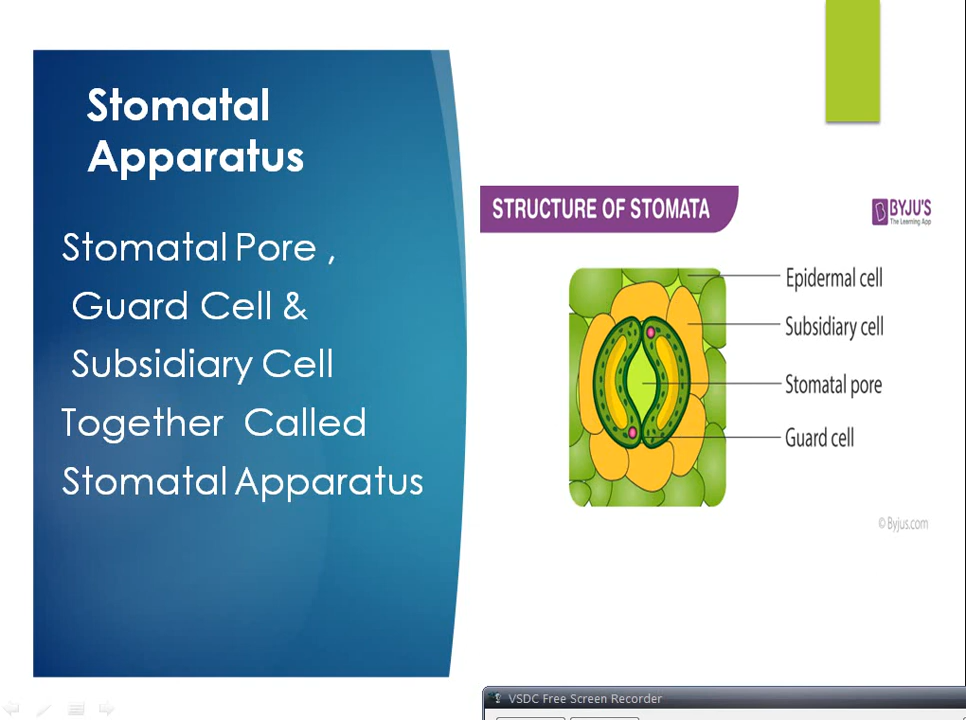 Stomatal
Apparatus
Stomatal Pore ,
Guard Cell &
Subsidiary Cell
Together Called
Stomatal Apparatus
STRUCTURE OF STOMATA
BYJU'S
The Learning App
Epidermal cell
Subsidiary cell
Stomatal pore
Guard cell
© Byjus.com
VSDC Free Screen Recorder